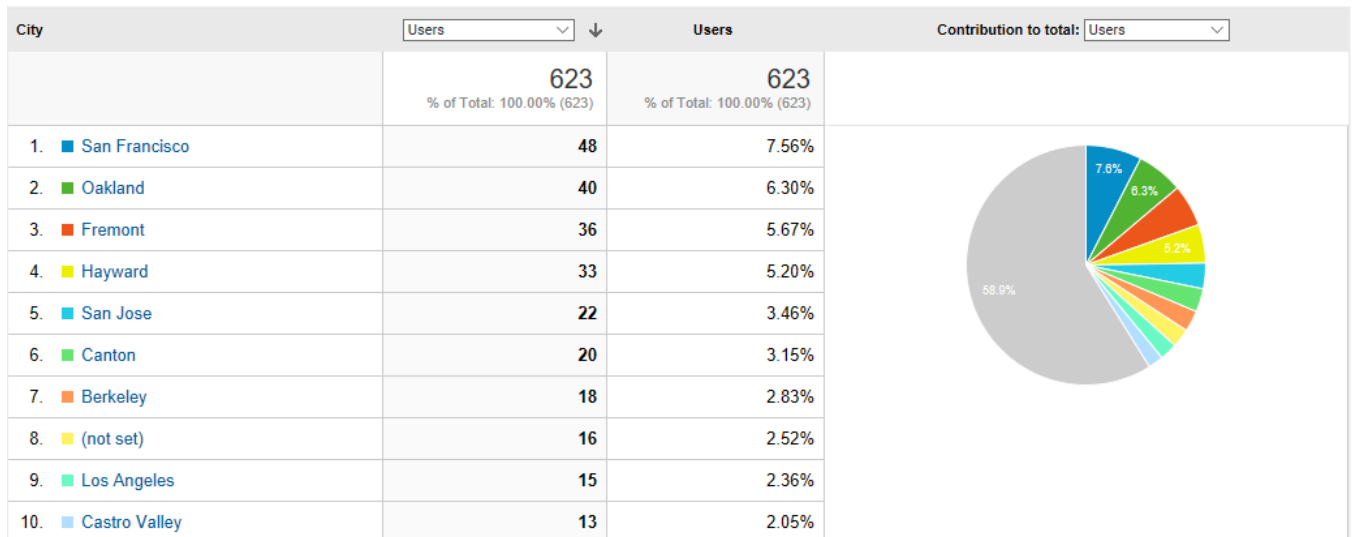 City Users Users Contribution to total: Users
623 623
% of Total: 100.00% (623) % of Total: 100.00% (623)
1. San Francisco 48 7.56%
2. Oakland 40 6.30%
3. Fremont 36 5.67%
4. Hayward 33 5.20%
5. San Jose 22 3.46%
6. Canton 20 3.15%
7. Berkeley 18 2.83%
8. (not set) 16 2.52%
9. Los Angeles 15 2.36%
10. Castro Valley 13 2.05%
7.6%
6.3%
5.2%
58.9%